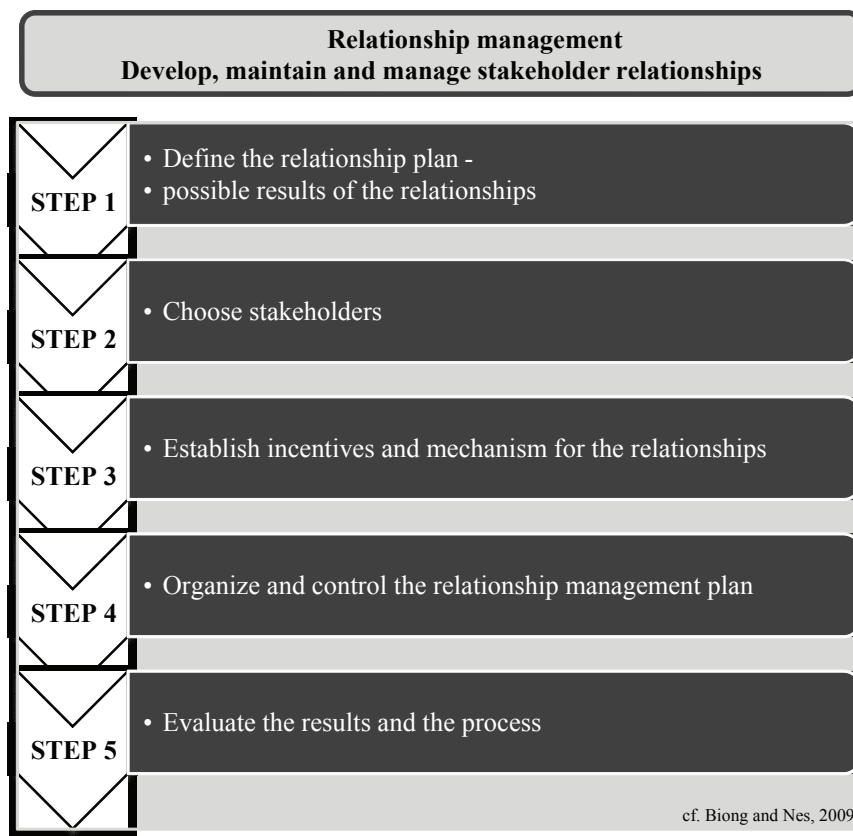 Relationship management
Develop, maintain and manage stakeholder relationships
STEP 1
• Define the relationship plan -
• possible results of the relationships
STEP 2
• Choose stakeholders
STEP 3
• Establish incentives and mechanism for the relationships
STEP 4
• Organize and control the relationship management plan
STEP 5
• Evaluate the results and the process
cf. Biong and Nes, 2009